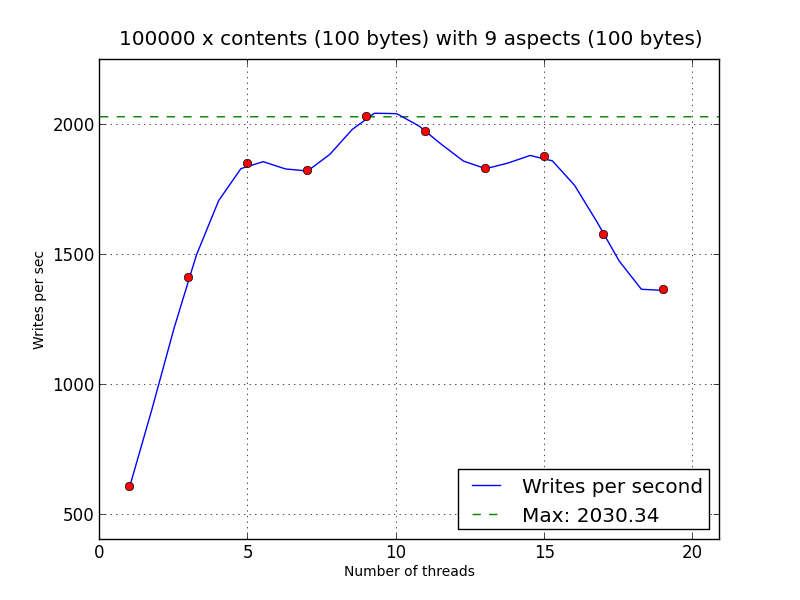 100000 x contents (100 bytes) with 9 aspects (100 bytes)
2000
1500
1000
500
Writes per sec
0
5
10
15
20
Number of threads
Writes per second
Max: 2030.34